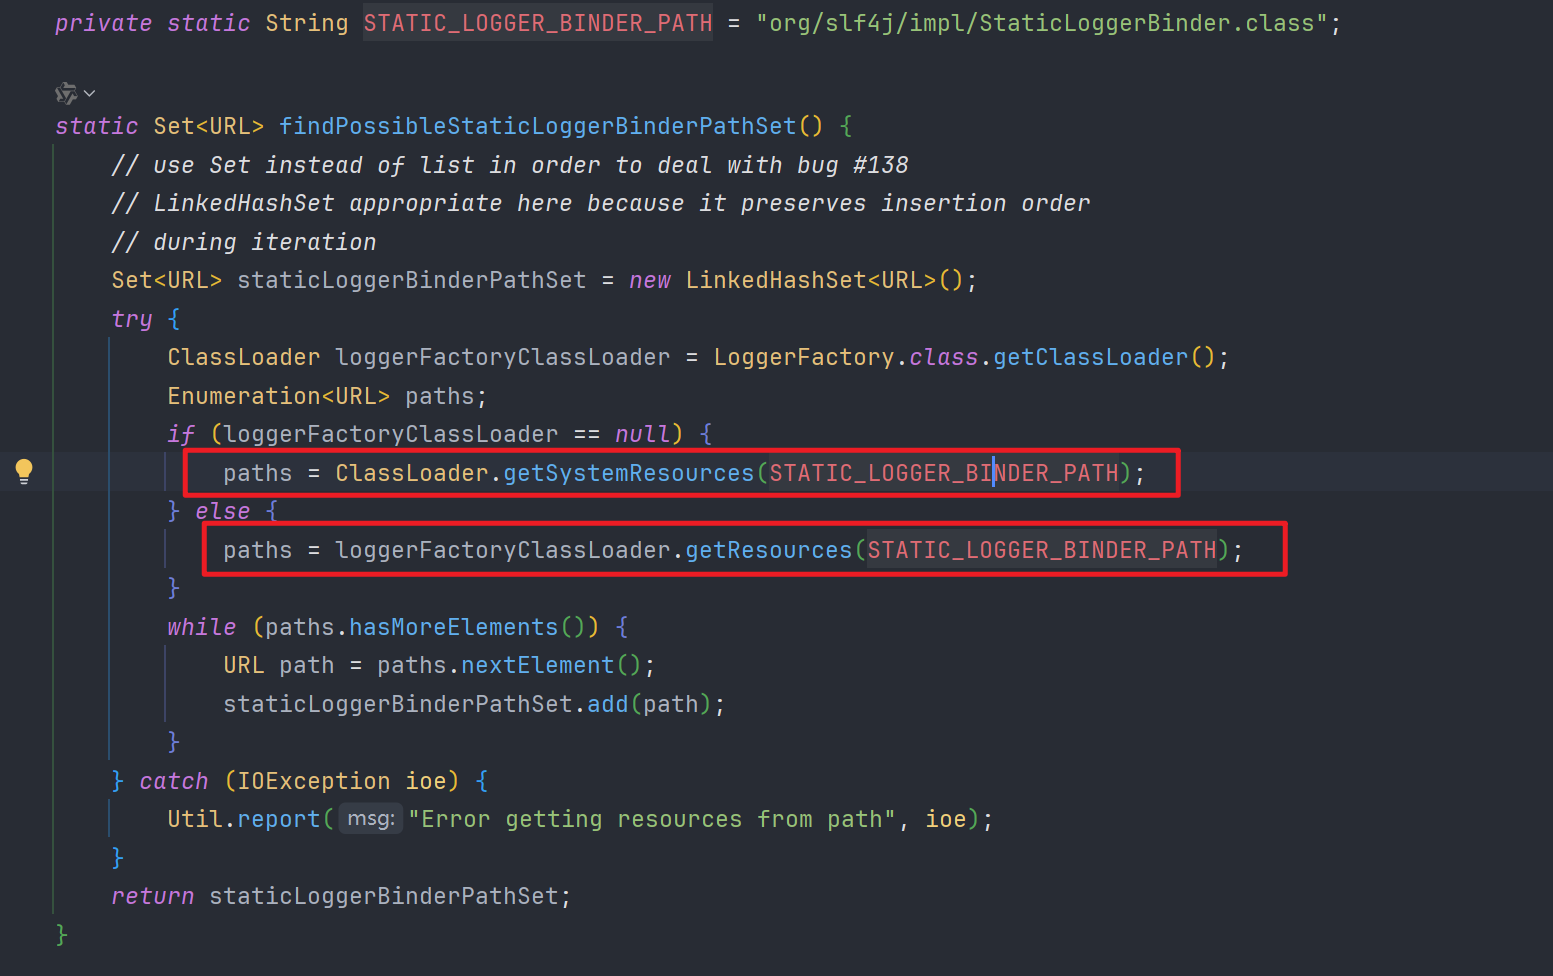 private static String STATIC_LOGGER_BINDER_PATH = "org/slf4j/impl/StaticLoggerBinder.class";
static Set<URL> findPossibleStaticLoggerBinderPathSet() {
// use Set instead of list in order to deal with bug #138
// LinkedHashSet appropriate here because it preserves insertion order
// during iteration
Set<URL> staticLoggerBinderPathSet = new LinkedHashSet<URL>();
try {
ClassLoader loggerFactoryClassLoader = LoggerFactory.class.getClassLoader();
Enumeration<URL> paths;
if (loggerFactoryClassLoader == null) {
paths = ClassLoader.getSystemResources(STATIC_LOGGER_BINDER_PATH);
} else {
paths = loggerFactoryClassLoader.getResources(STATIC_LOGGER_BINDER_PATH);
}
while (paths.hasMoreElements()) {
URL path = paths.nextElement();
staticLoggerBinderPathSet.add(path);
}
} catch (IOException ioe) {
Util.report( msg: "Error getting resources from path", ioe);
}
return staticLoggerBinderPathSet;
}